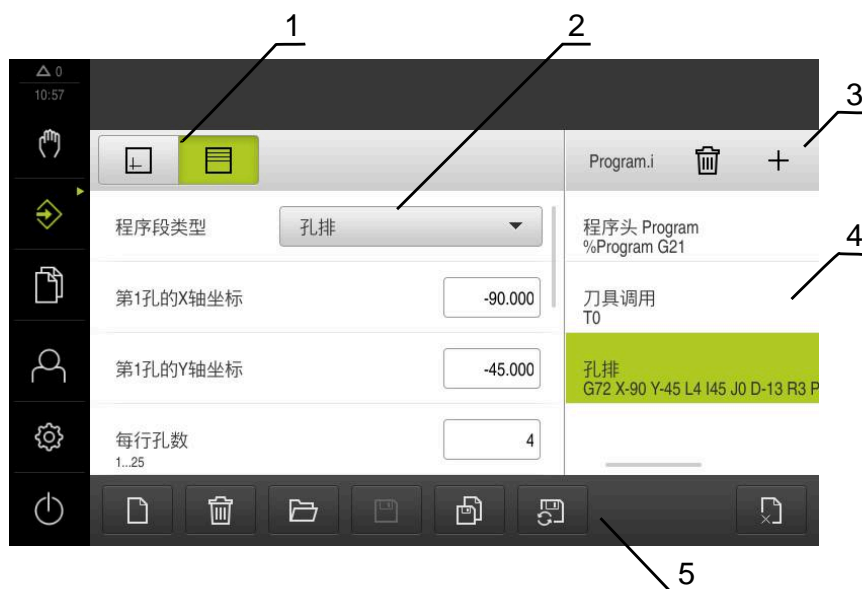 1
2
3
4
5
0
10:57
Program.i
程序段类型
孔排
第1孔的X轴坐标
-90.000
第1孔的Y轴坐标
-45.000
每行孔数
1...25
4
程序头 Program
%Program G21
刀具调用
T0
孔排
G72 X-90 Y-45 L4 I45 J0 D-13 R3 P